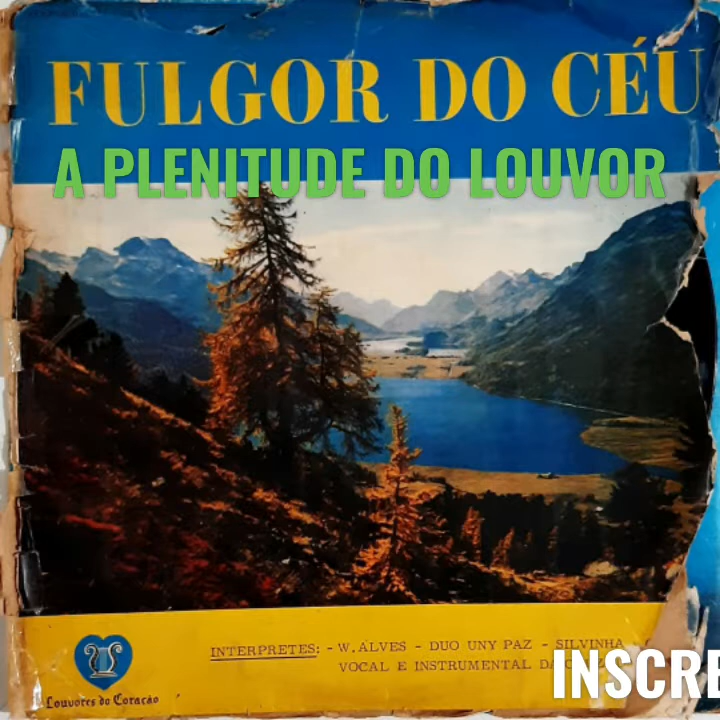 FULGOR DO CÉU
A PLENITUDE DO LOUVOR
INTERPRETES: - W. ALVES - DUO UNY PAZ - SILVINHA -
VOCAL E INSTRUMENTAL
INSCRE
Louvores do Coração